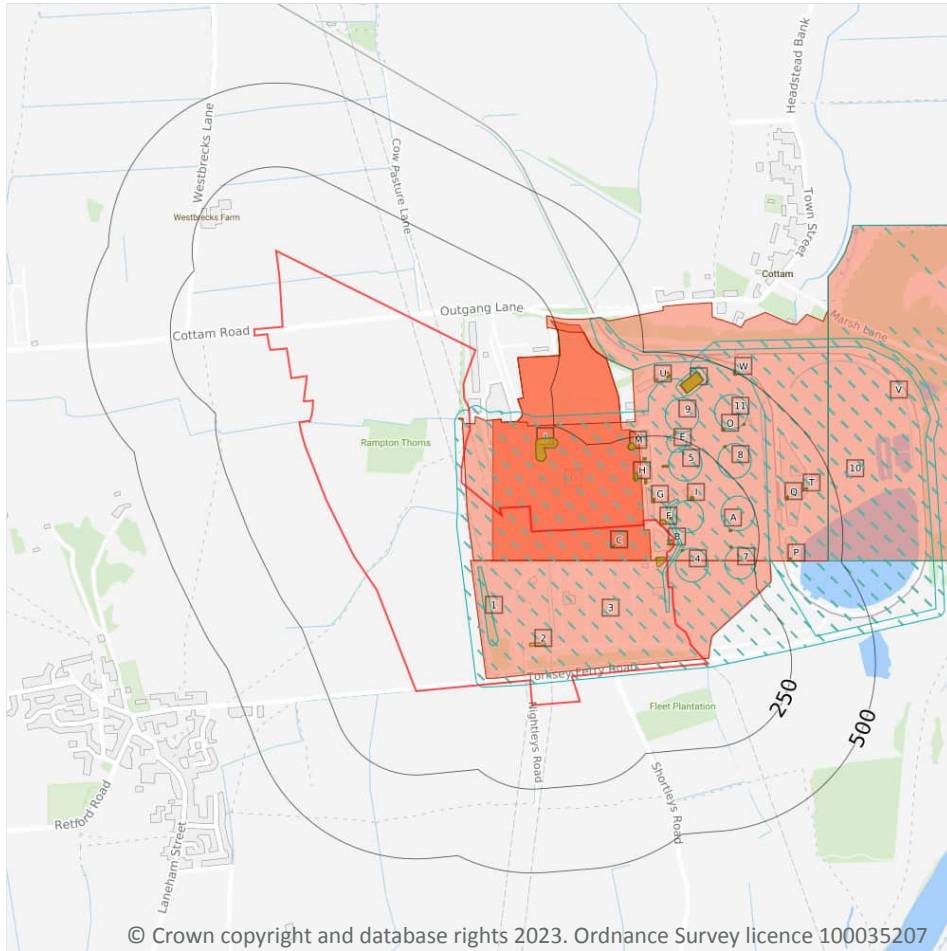 Headstead Bank
Westbrecks Lane
Cow Pasture Lane
Town Street
Westbrecks Farm
Cottam
Outgang Lane
Marsh Lane
Cottam Road
U
W
V
9
11
O
M
E
Rampton Thorns
5
8
H
10
T
G
I
Q
F
A
B
C
P
4
7
1
3
2
Torksey Ferry Road
Nightleys Road
Fleet Plantation
250
500
Shortleys Road
Retford Road
Laneham Street
© Crown copyright and database rights 2023. Ordnance Survey licence 100035207